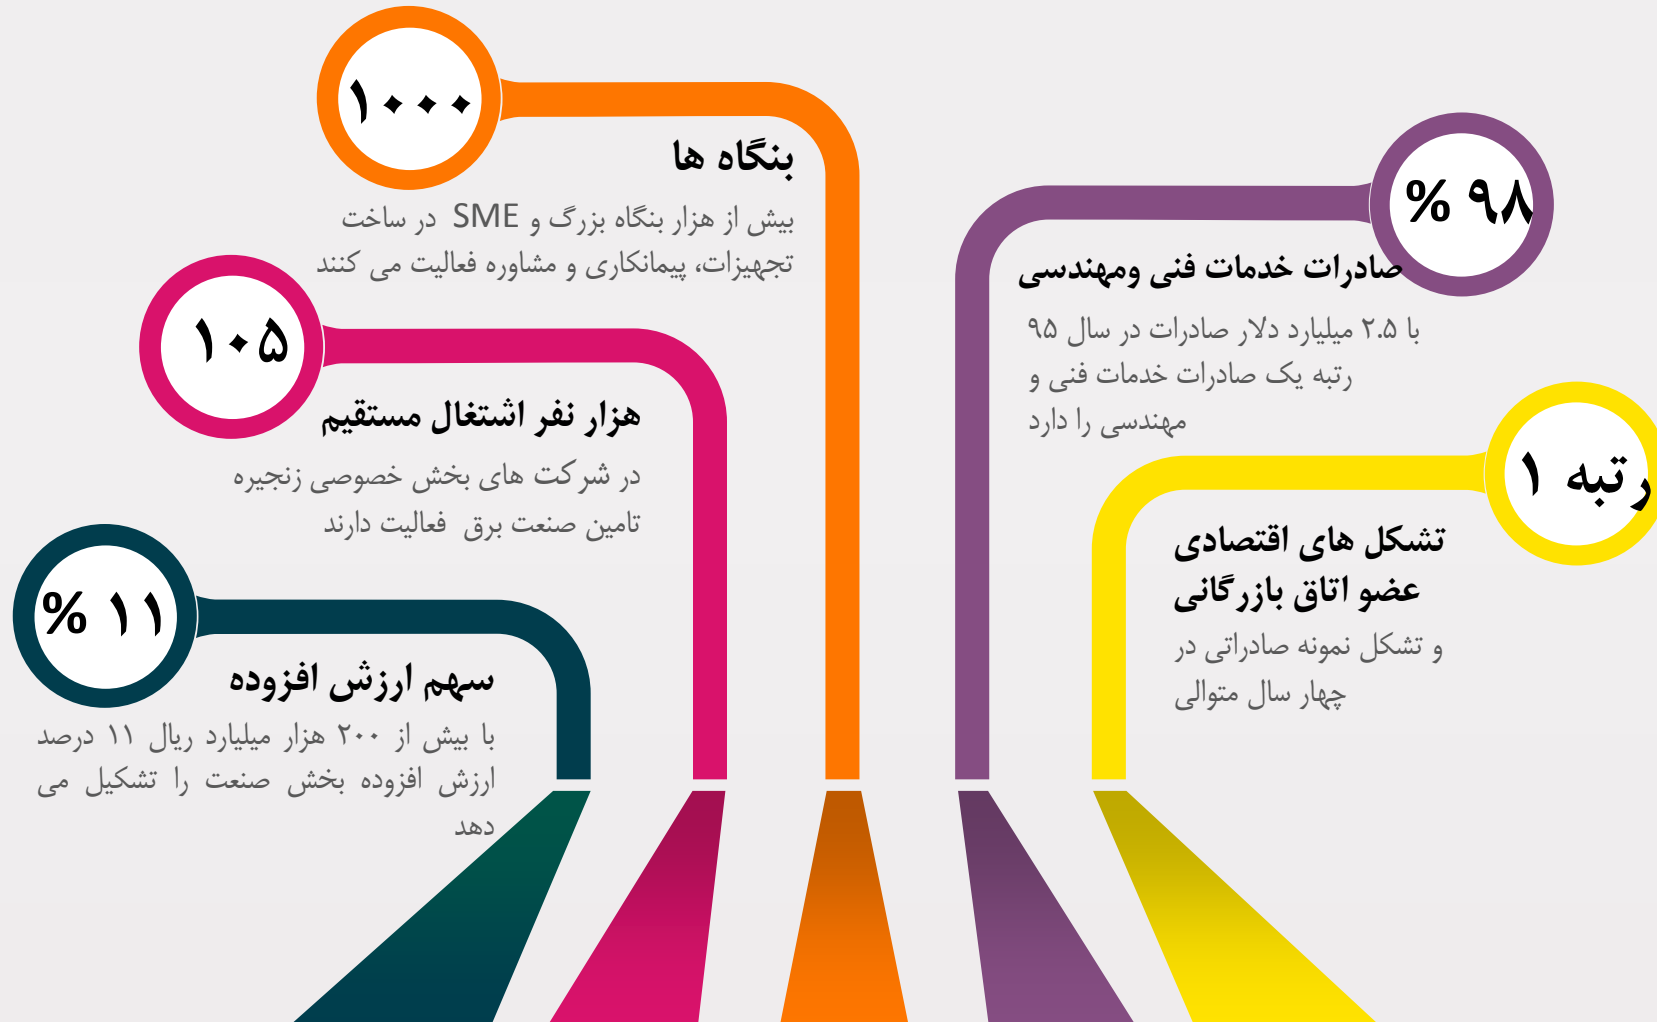 ۱۰۰۰
بنگاه ها
بیش از هزار بنگاه بزرگ و SME در ساخت
تجهیزات، پیمانکاری و مشاوره فعالیت می کنند
۹۸ %
صادرات خدمات فنی ومهندسی
با ۲.۵ میلیارد دلار صادرات در سال ۹۵
رتبه یک صادرات خدمات فنی و
مهندسی را دارد
۱۰۵
هزار نفر اشتغال مستقیم
در شرکت های بخش خصوصی زنجیره
تامین صنعت برق فعالیت دارند
رتبه ۱
تشکل های اقتصادی
عضو اتاق بازرگانی
و تشکل نمونه صادراتی در
چهار سال متوالی
۱۱ %
سهم ارزش افزوده
با بیش از ۲۰۰ هزار میلیارد ریال ۱۱ درصد
ارزش افزوده بخش صنعت را تشکیل می
دهد